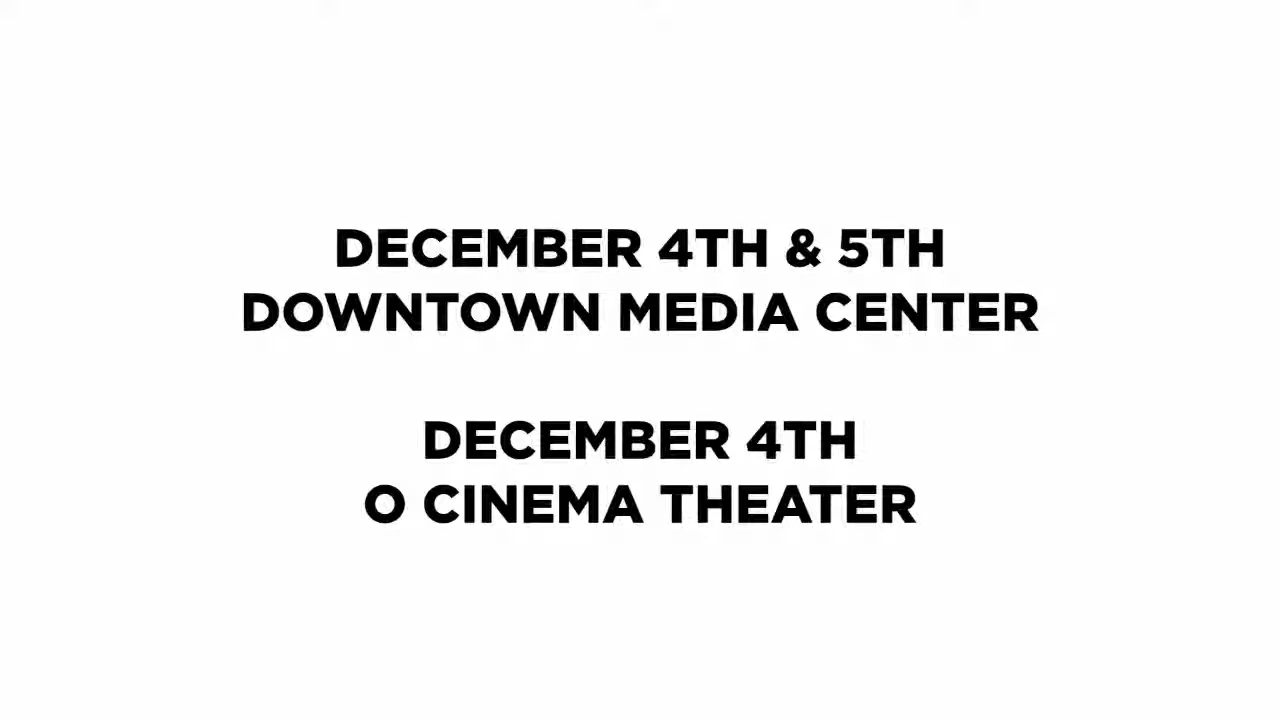 DECEMBER 4TH & 5TH
DOWNTOWN MEDIA CENTER
DECEMBER 4TH
O CINEMA THEATER